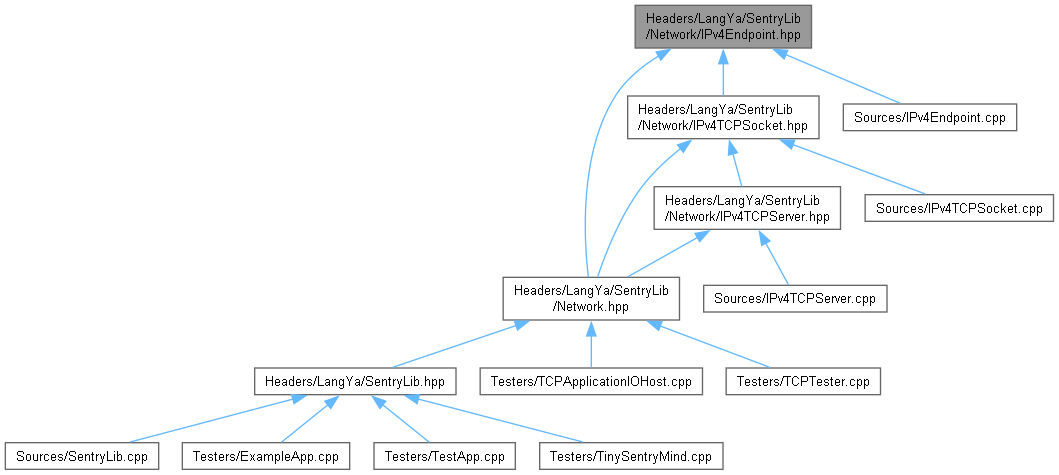 Headers/LangYa/SentryLib
/Network/IPv4Endpoint.hpp
Headers/LangYa/SentryLib
/Network/IPv4TCPSocket.hpp
Sources/IPv4Endpoint.cpp
Headers/LangYa/SentryLib
/Network/IPv4TCPServer.hpp
Sources/IPv4TCPSocket.cpp
Headers/LangYa/SentryLib
/Network.hpp
Sources/IPv4TCPServer.cpp
Headers/LangYa/SentryLib.hpp
Testers/TCPApplicationIOHost.cpp
Testers/TCPTester.cpp
Sources/SentryLib.cpp
Testers/ExampleApp.cpp
Testers/TestApp.cpp
Testers/TinySentryMind.cpp